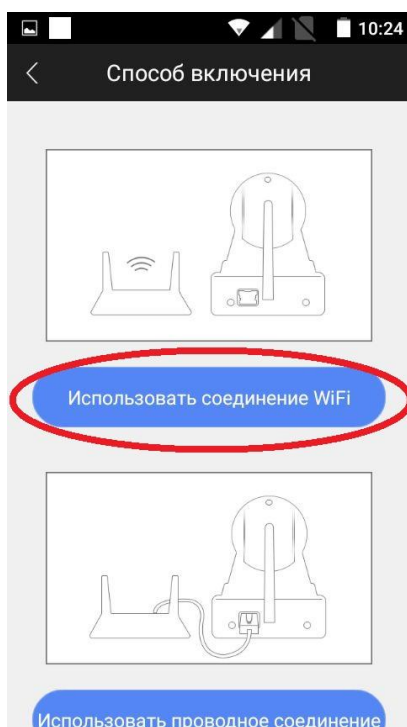 10:24
Способ включения
Использовать соединение WiFi
Использовать проводное соединение